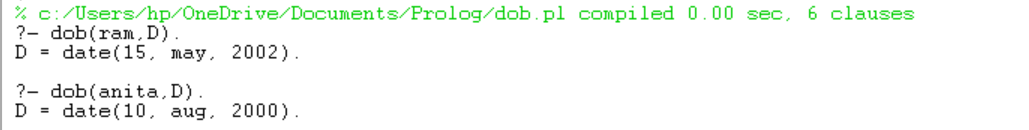 % c:/Users/hp/OneDrive/Documents/Prolog/dob.pl compiled 0.00 sec, 6 clauses
?- dob(ram,D).
D = date(15, may, 2002).
?- dob(anita,D).
D = date(10, aug, 2000).